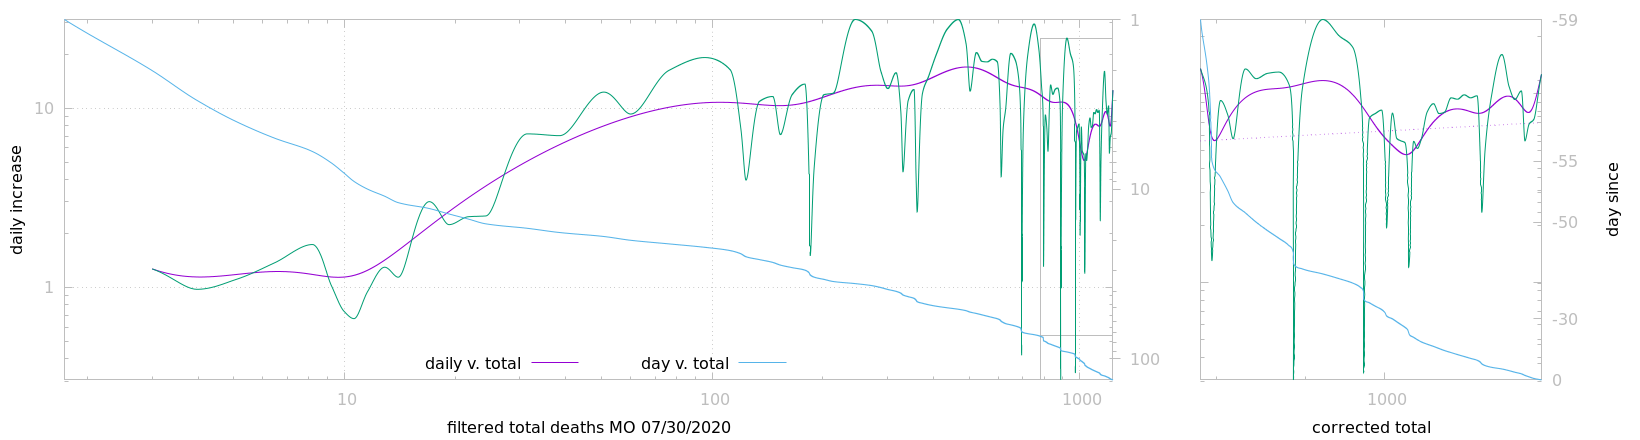 daily increase
10
1
daily v. total
day v. total
1
10
100
10
100
1000
filtered total deaths MO 07/30/2020
-59
-55
-50
-30
0
day since
1000
corrected total